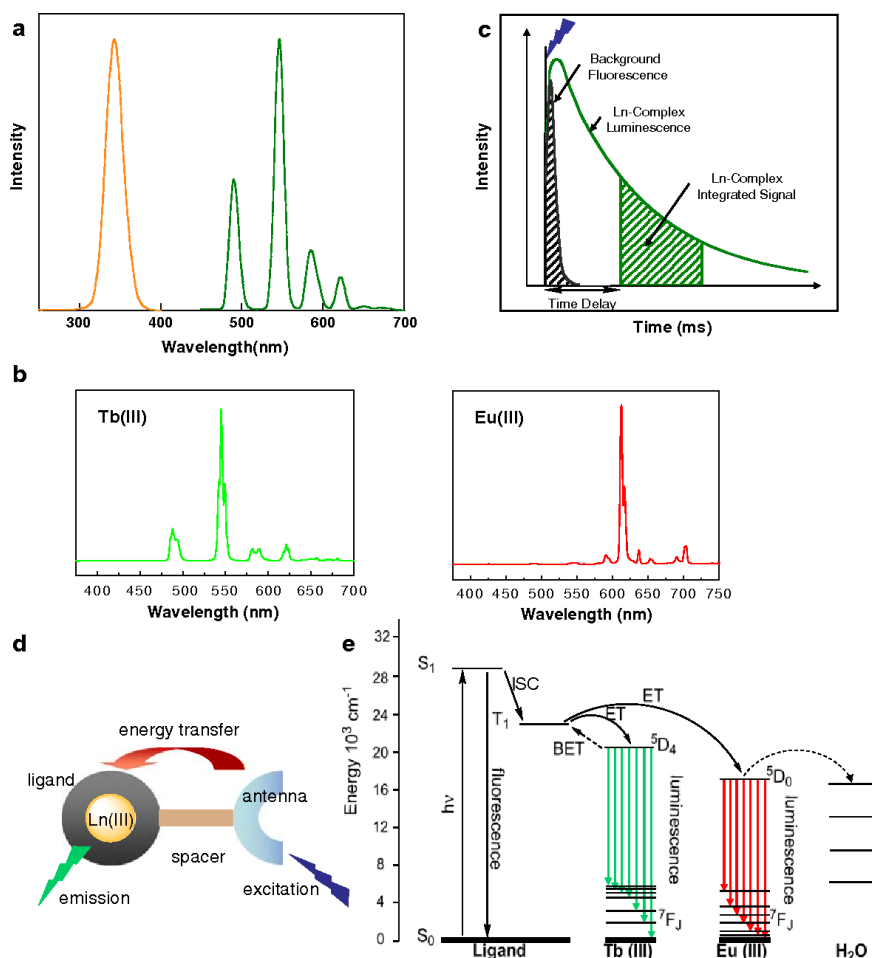 a
Intensity
300 400 500 600 700
Wavelength(nm)
c
Intensity
Background
Fluorescence
Ln-Complex
Luminescence
Ln-Complex
Integrated Signal
Time Delay
Time (ms)
b
Tb(III)
400 450 500 550 600 650 700
Wavelength (nm)
Eu(III)
400 450 500 550 600 650 700 750
Wavelength (nm)
d
energy transfer
ligand
antenna
Ln(III)
spacer
emission
excitation
e
Energy 10³ cm⁻¹
32
28
24
20
16
12
8
4
0
S₁
ISC
T₁
ET
ET
BET
⁵D₄
⁵D₀
hν
fluorescence
luminescence
luminescence
⁷F_J
⁷F_J
S₀
Ligand
Tb (III)
Eu (III)
H₂O